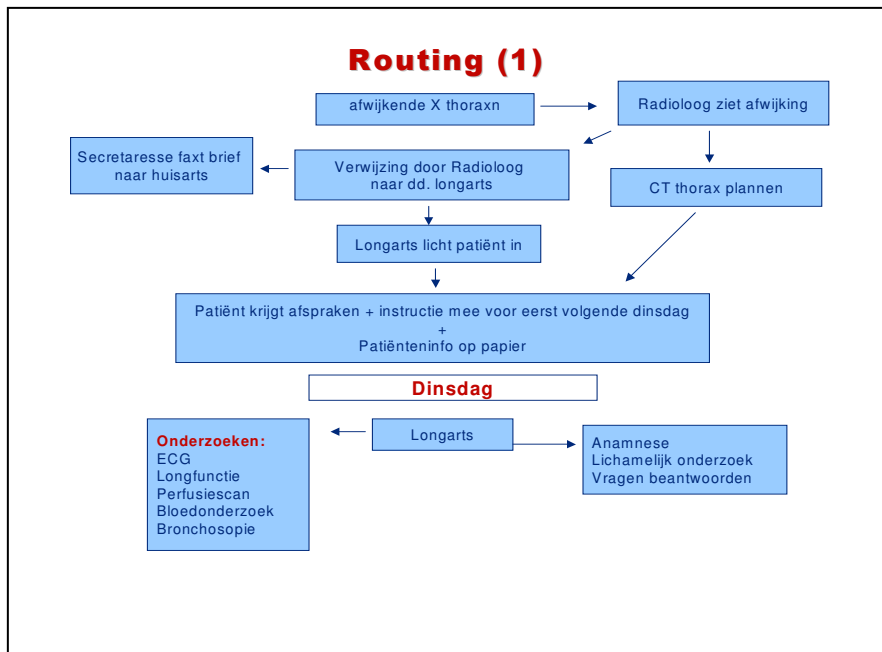 Routing (1)
afwijkende X thoraxn
Radioloog ziet afwijking
Secretaresse faxt brief
naar huisarts
Verwijzing door Radioloog
naar dd. longarts
CT thorax plannen
Longarts licht patiënt in
Patiënt krijgt afspraken + instructie mee voor eerst volgende dinsdag
+
Patiënteninfo op papier
Dinsdag
Onderzoeken:
ECG
Longfunctie
Perfusiescan
Bloedonderzoek
Bronchosopie
Longarts
Anamnese
Lichamelijk onderzoek
Vragen beantwoorden